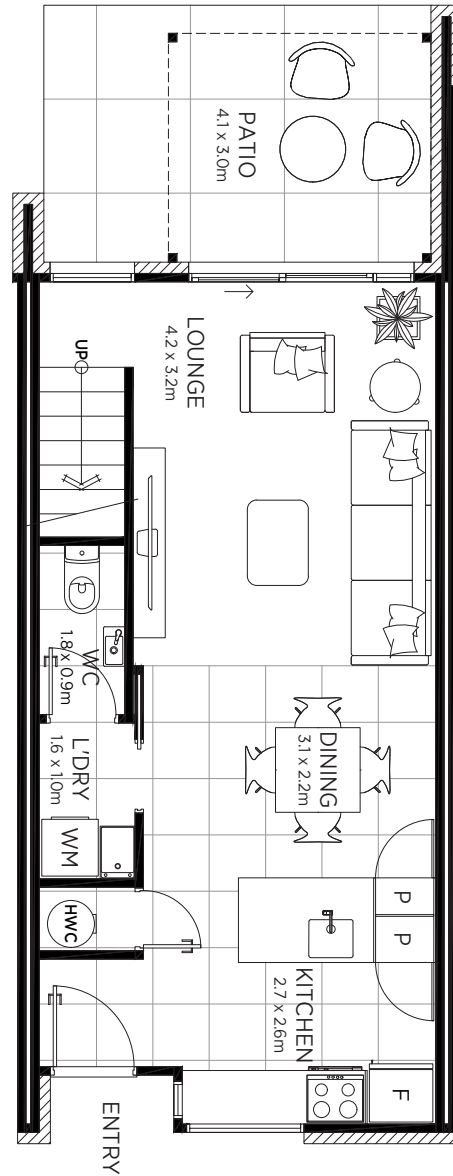 PATIO
4.1 x 3.0m
LOUNGE
4.2 x 3.2m
UP
WC
1.8 x 0.9m
L'DRY
1.6 x 1.0m
DINING
3.1 x 2.2m
WM
P
P
HWC
KITCHEN
2.7 x 2.6m
F
ENTRY